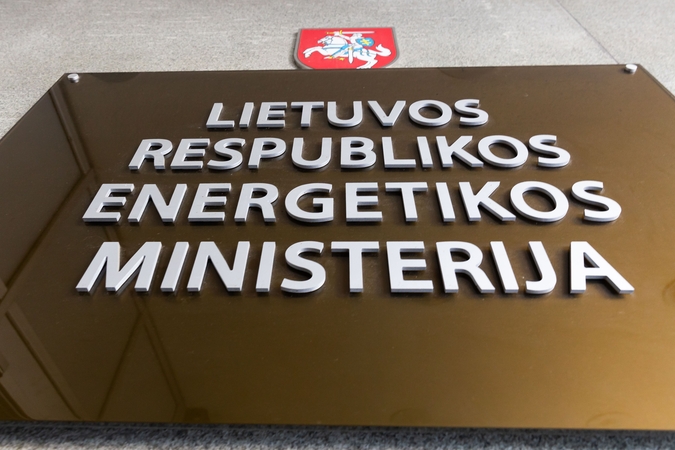 LIETUVOS
RESPUBLIKOS
ENERGETIKOS
MINISTERIJA